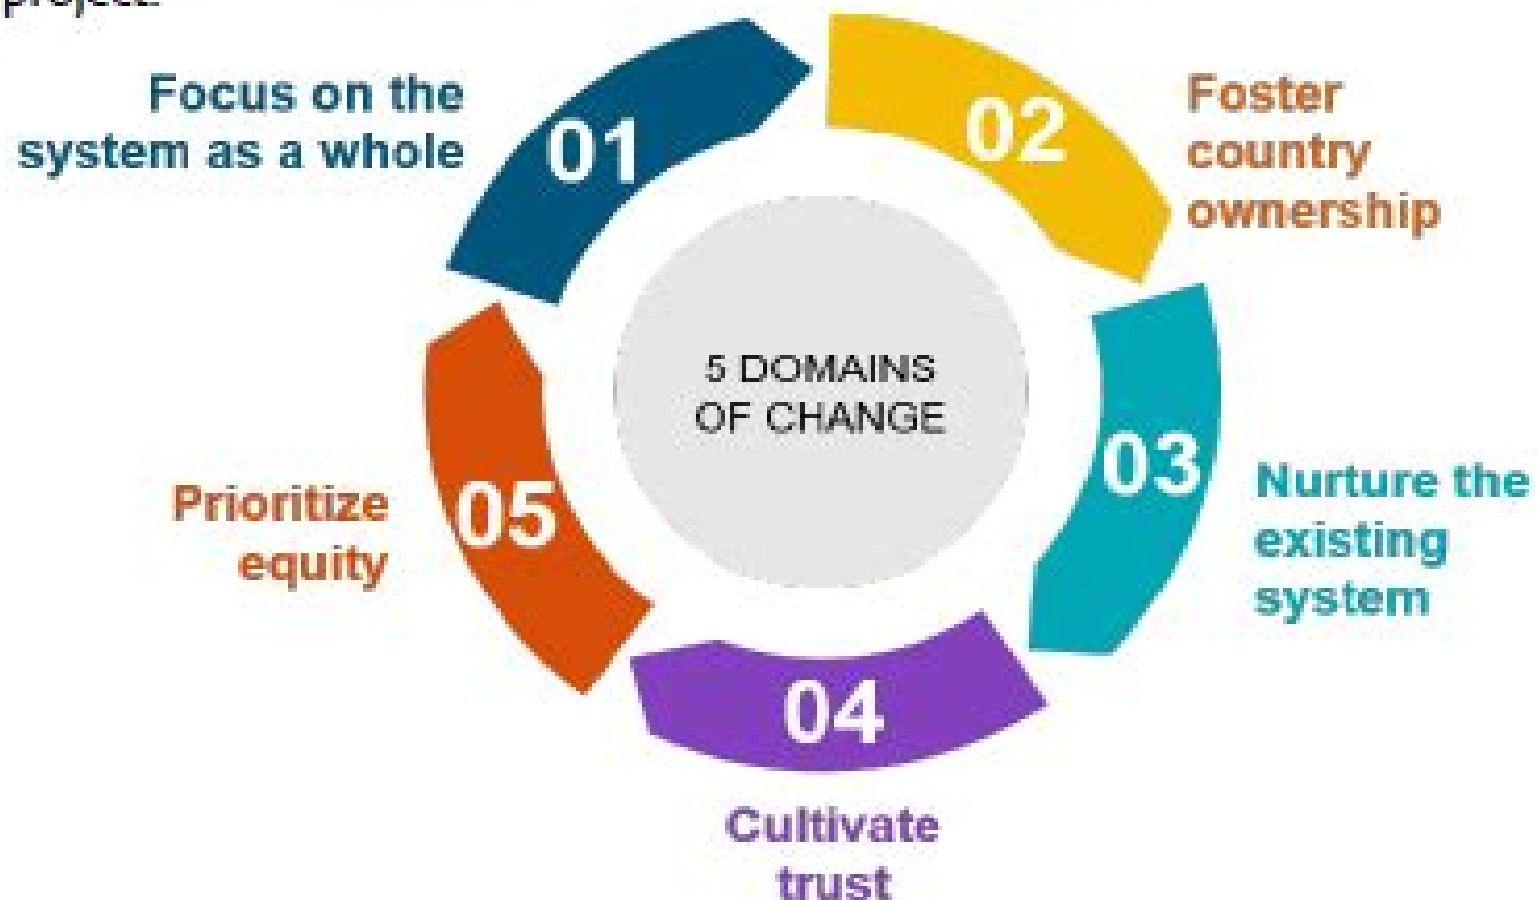 project.
Focus on the
system as a whole
01
02
Foster
country
ownership
5 DOMAINS
OF CHANGE
03
Nurture the
existing
system
Prioritize
equity
05
04
Cultivate
trust